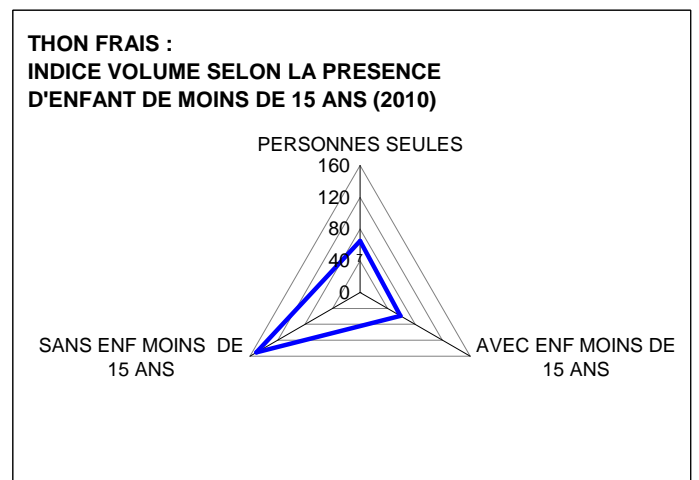 THON FRAIS :
INDICE VOLUME SELON LA PRESENCE
D'ENFANT DE MOINS DE 15 ANS (2010)
PERSONNES SEULES
160
120
80
40
0
SANS ENF MOINS DE
15 ANS
AVEC ENF MOINS DE
15 ANS